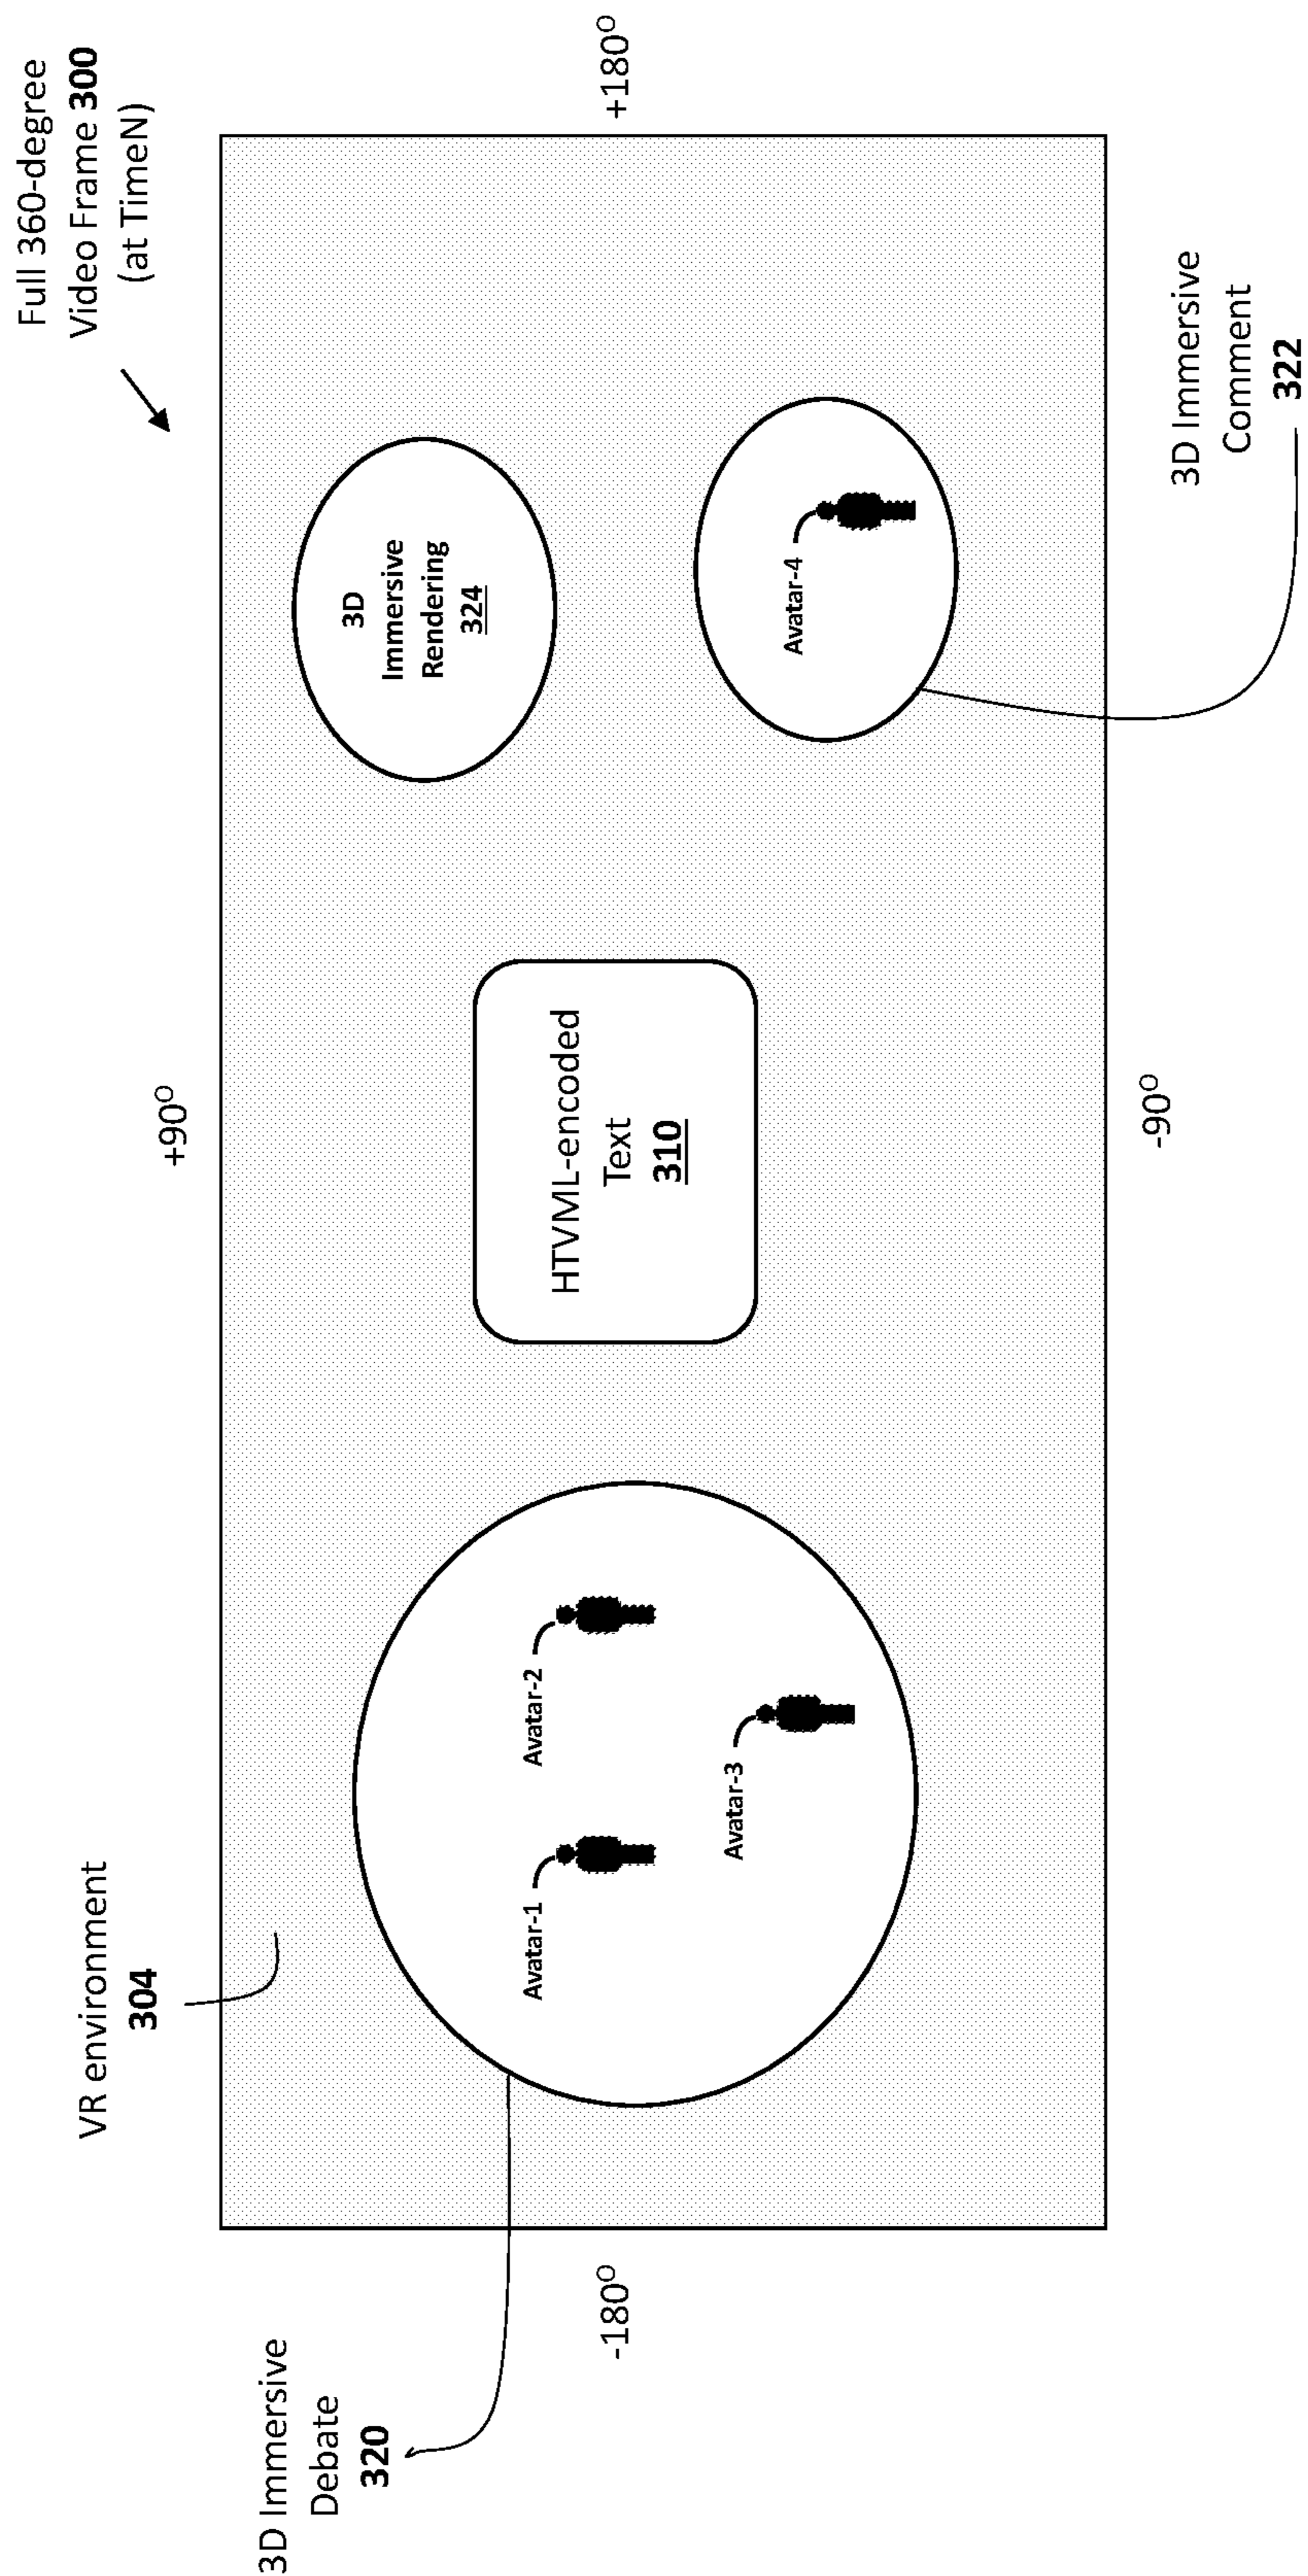 Full 360-degree
Video Frame 300
(at TimeN)
VR environment
304
3D Immersive
Debate
320
+90°
-180°
+180°
Avatar-1
Avatar-2
Avatar-3
HTVML-encoded
Text
310
3D
Immersive
Rendering
324
Avatar-4
-90°
3D Immersive
Comment
322